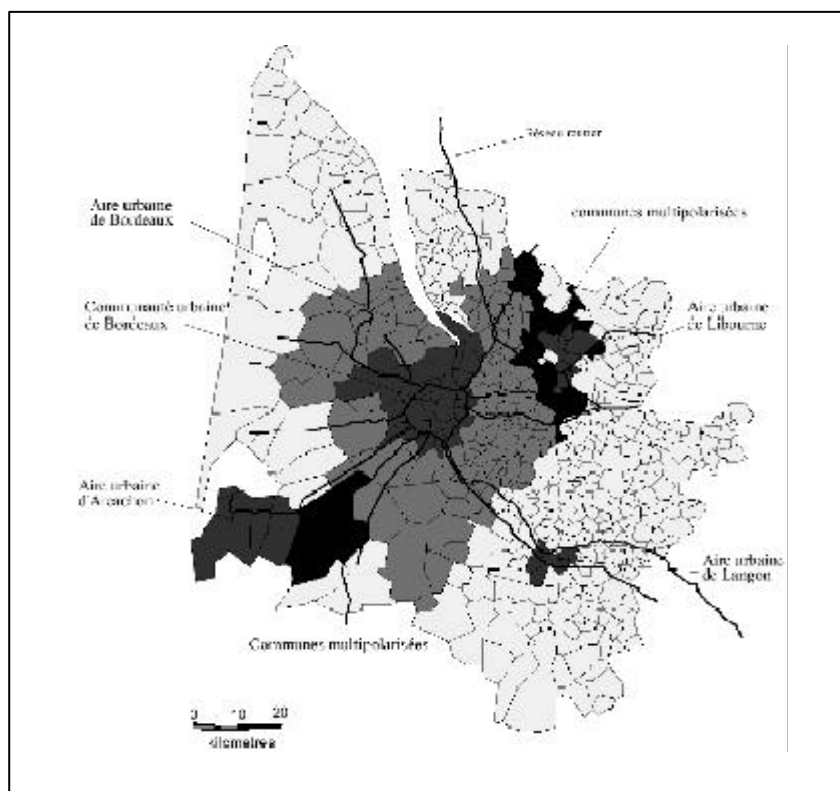 Réseau routier
Aire urbaine
de Bordeaux
communes multipolarisées
Communauté urbaine
de Bordeaux
Aire urbaine
de Libourne
Aire urbaine
d'Arcachon
Aire urbaine
de Langon
Communes multipolarisées
0 10 20
kilomètres